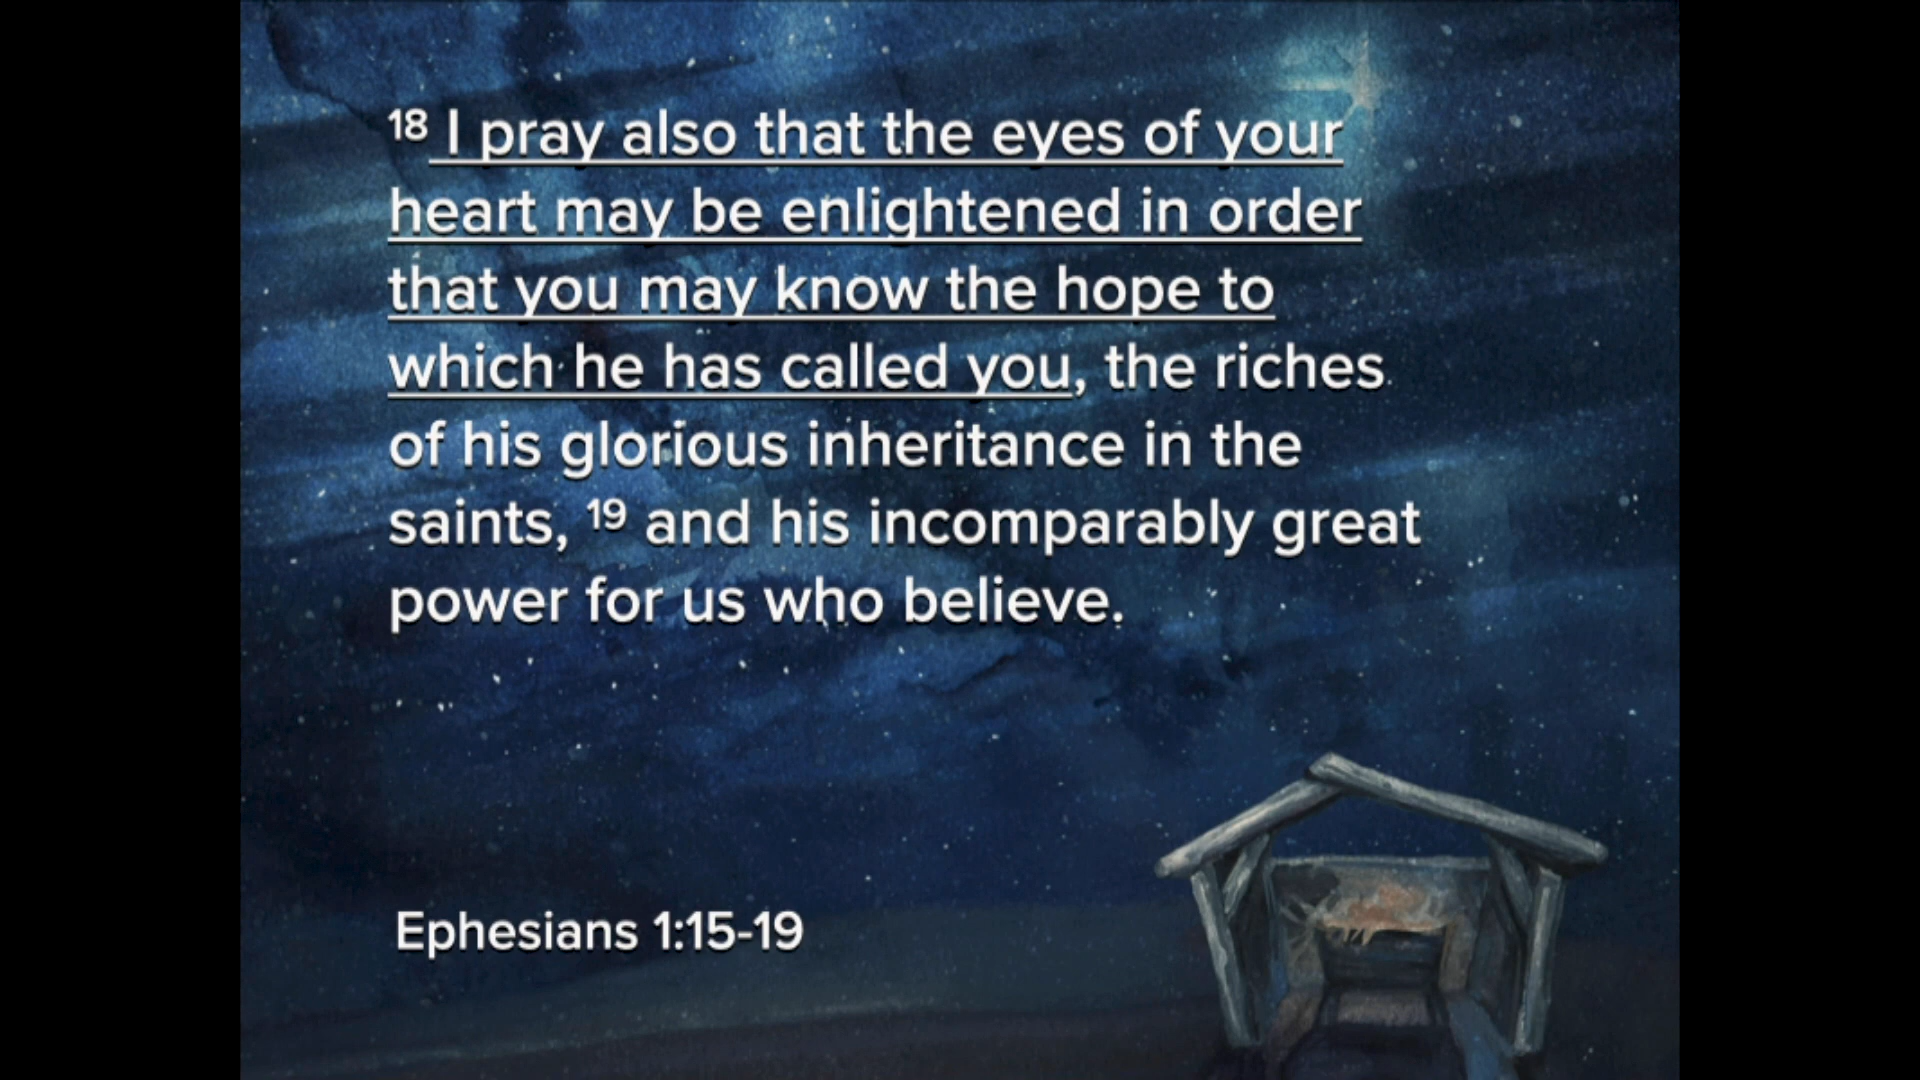 18 I pray also that the eyes of your
heart may be enlightened in order
that you may know the hope to
which he has called you, the riches
of his glorious inheritance in the
saints, 19 and his incomparably great
power for us who believe.
Ephesians 1:15-19